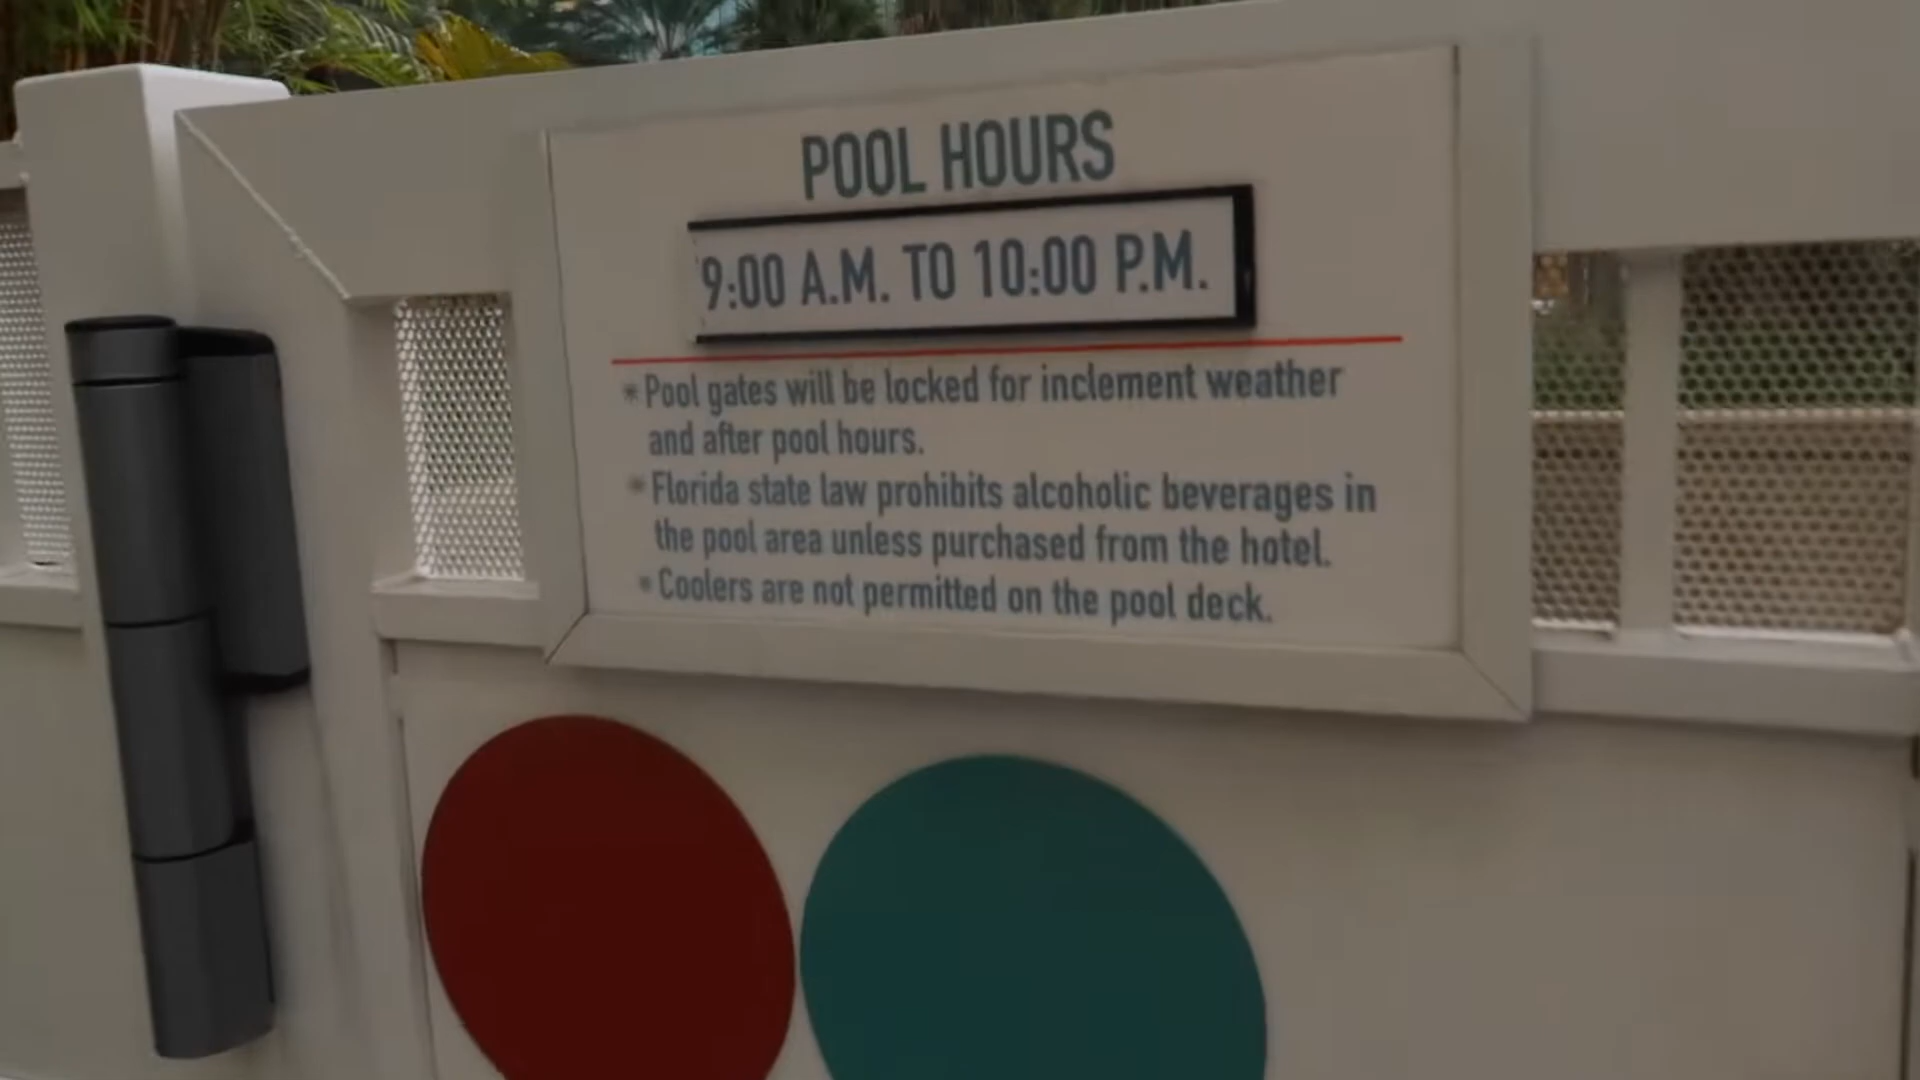 POOL HOURS
9:00 A.M. TO 10:00 P.M.
* Pool gates will be locked for inclement weather
and after pool hours.
* Florida state law prohibits alcoholic beverages in
the pool area unless purchased from the hotel.
* Coolers are not permitted on the pool deck.